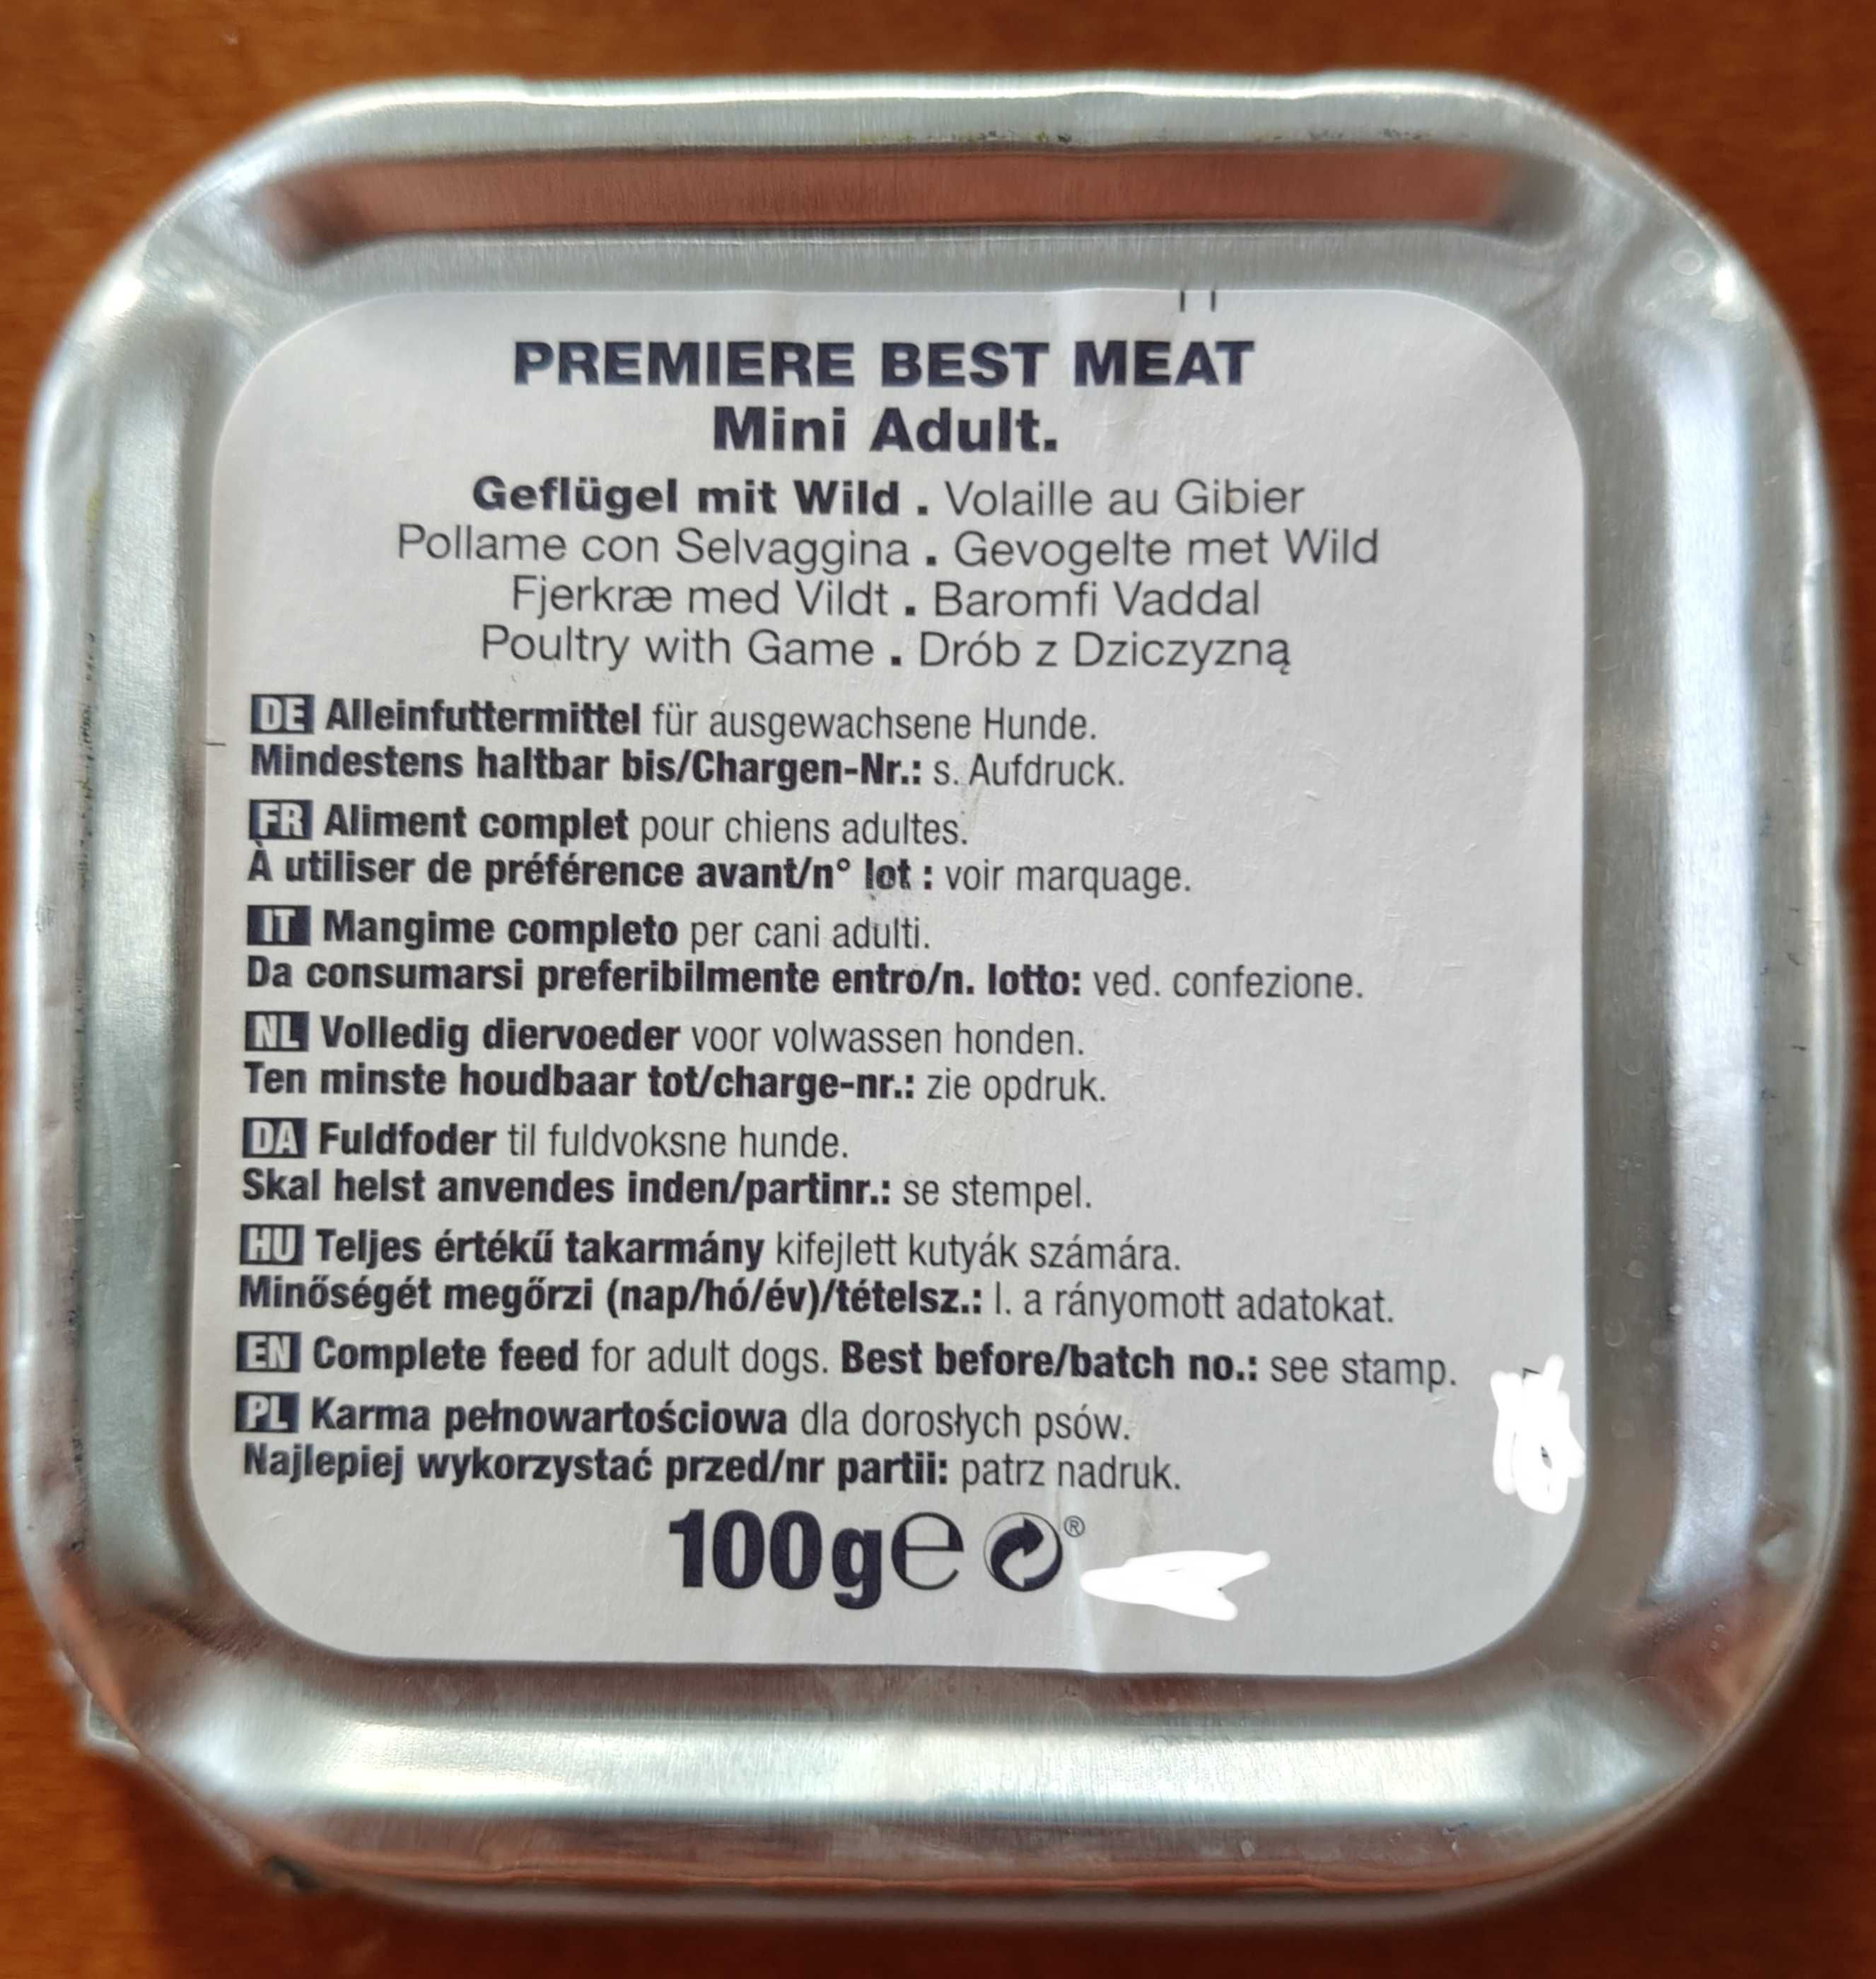 PREMIERE BEST MEAT
Mini Adult.
Geflügel mit Wild . Volaille au Gibier
Pollame con Selvaggina . Gevogelte met Wild
Fjerkræ med Vildt . Baromfi Vaddal
Poultry with Game . Drób z Dziczyzną
DE Alleinfuttermittel für ausgewachsene Hunde.
Mindestens haltbar bis/Chargen-Nr.: s. Aufdruck.
FR Aliment complet pour chiens adultes.
À utiliser de préférence avant/n° lot : voir marquage.
IT Mangime completo per cani adulti.
Da consumarsi preferibilmente entro/n. lotto: ved. confezione.
NL Volledig diervoeder voor volwassen honden.
Ten minste houdbaar tot/charge-nr.: zie opdruk.
DA Fuldfoder til fuldvoksne hunde.
Skal helst anvendes inden/partinr.: se stempel.
HU Teljes értékű takarmány kifejlett kutyák számára.
Minőségét megőrzi (nap/hó/év)/tételsz.: l. a rányomott adatokat.
EN Complete feed for adult dogs. Best before/batch no.: see stamp.
PL Karma pełnowartościowa dla dorosłych psów.
Najlepiej wykorzystać przed/nr partii: patrz nadruk.
100g℮ ®